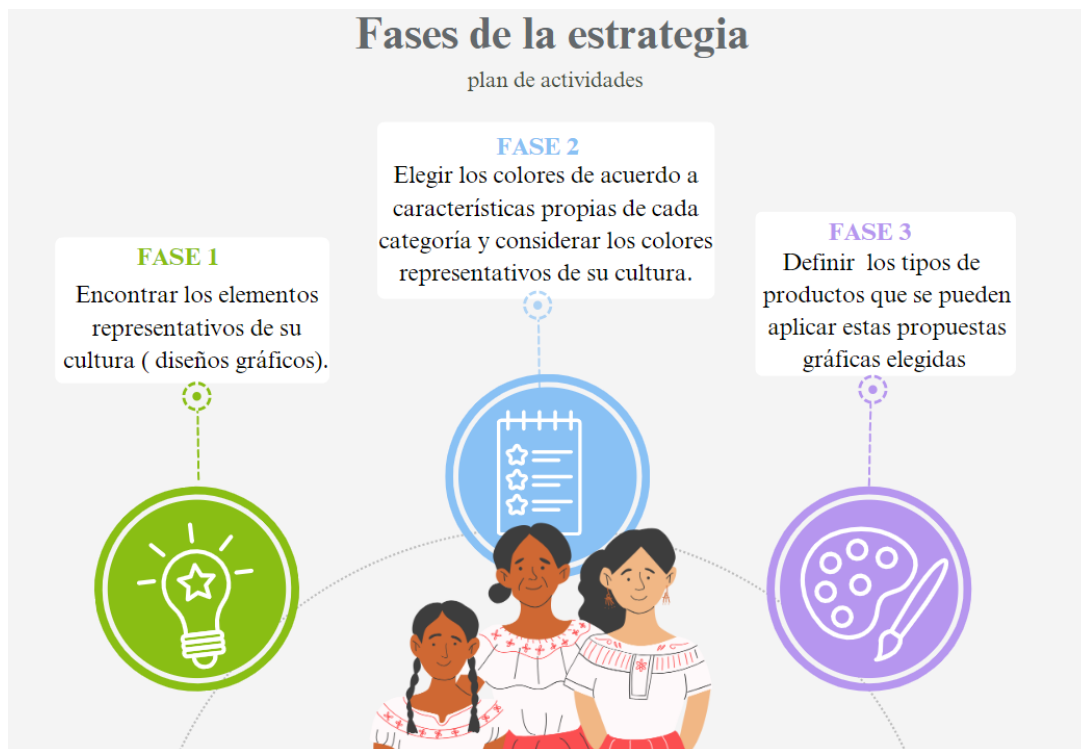 Fases de la estrategia
plan de actividades
FASE 1
Encontrar los elementos
representativos de su
cultura ( diseños gráficos).
FASE 2
Elegir los colores de acuerdo a
características propias de cada
categoría y considerar los colores
representativos de su cultura.
FASE 3
Definir los tipos de
productos que se pueden
aplicar estas propuestas
gráficas elegidas